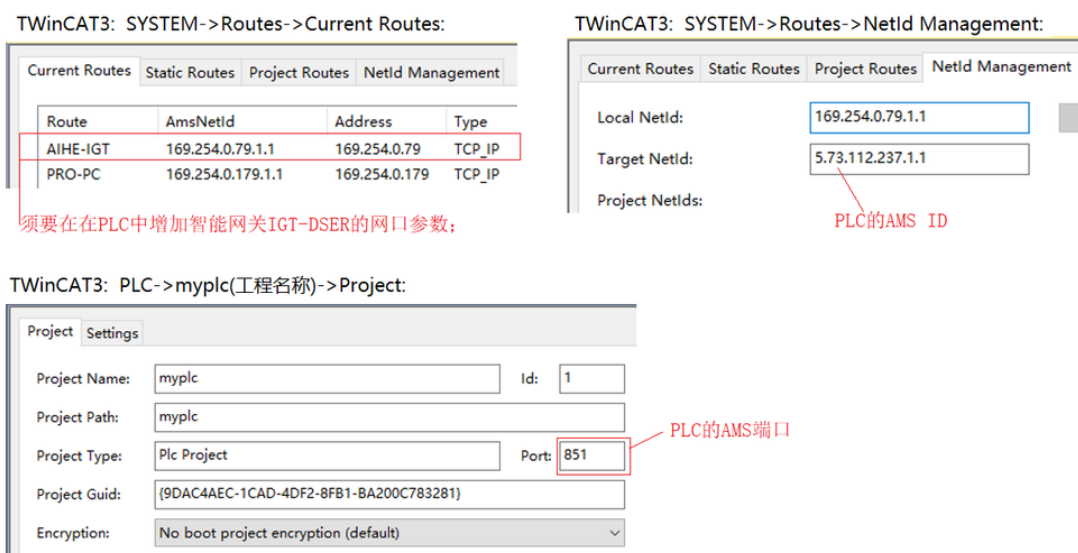 TWinCAT3: SYSTEM->Routes->Current Routes:
Current Routes Static Routes Project Routes NetId Management
Route AmsNetId Address Type
AIHE-IGT 169.254.0.79.1.1 169.254.0.79 TCP_IP
PRO-PC 169.254.0.179.1.1 169.254.0.179 TCP_IP
须要在在PLC中增加智能网关IGT-DSER的网口参数;
TWinCAT3: SYSTEM->Routes->NetId Management:
Current Routes Static Routes Project Routes NetId Management
Local NetId: 169.254.0.79.1.1
Target NetId: 5.73.112.237.1.1
Project NetIds:
PLC的AMS ID
TWinCAT3: PLC->myplc(工程名称)->Project:
Project Settings
Project Name: myplc Id: 1
Project Path: myplc
Project Type: Plc Project Port: 851
PLC的AMS端口
Project Guid: {9DAC4AEC-1CAD-4DF2-8FB1-BA200C783281}
Encryption: No boot project encryption (default)